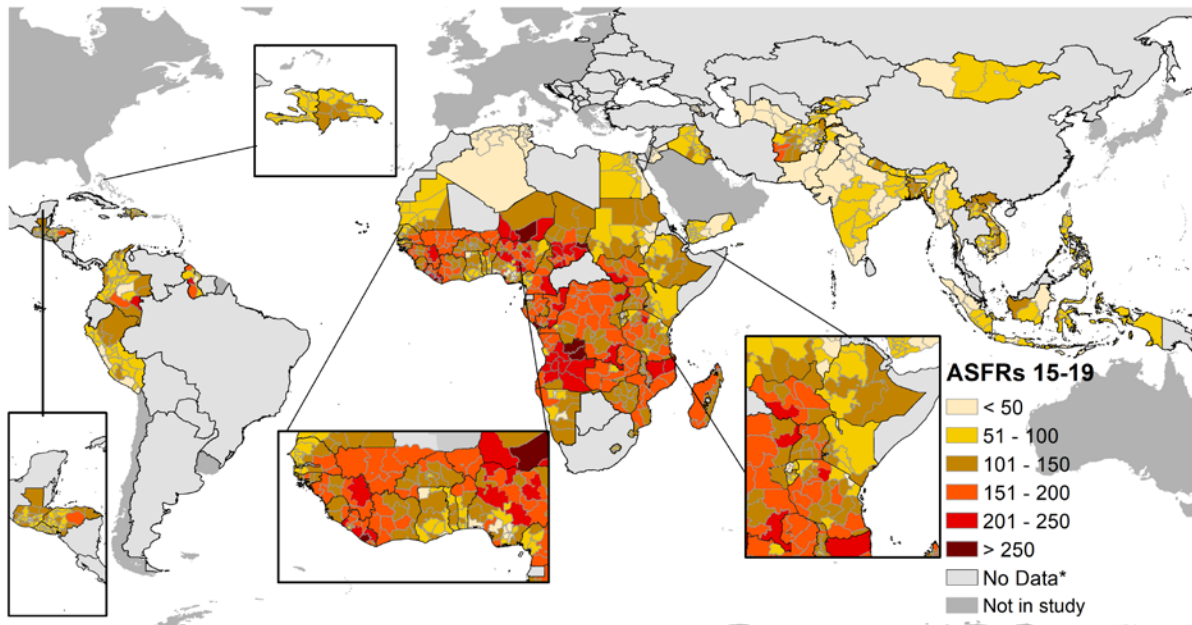 ASFRs 15-19
< 50
51 - 100
101 - 150
151 - 200
201 - 250
> 250
No Data*
Not in study